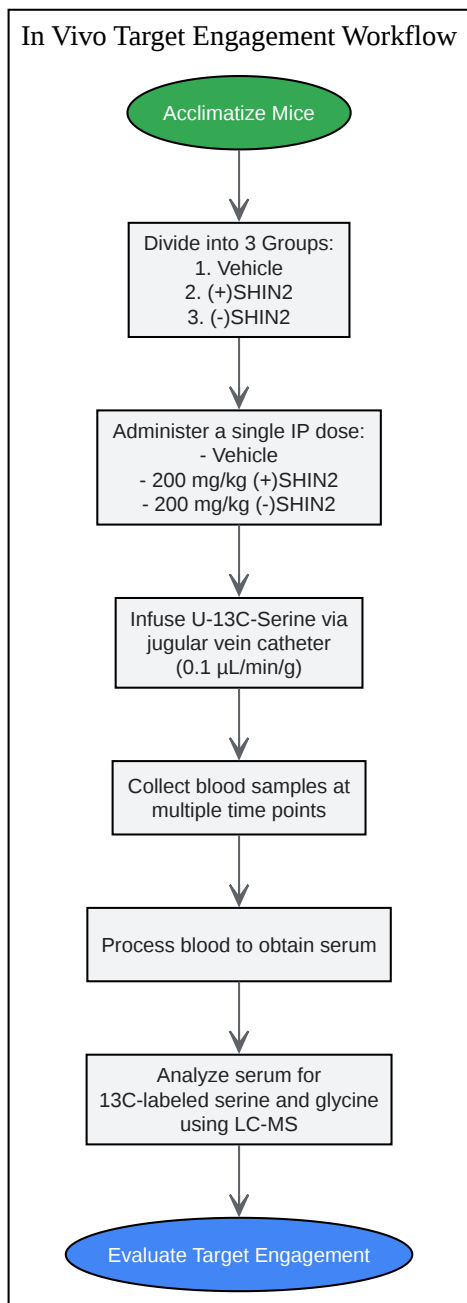 In Vivo Target Engagement Workflow
Acclimatize Mice
Divide into 3 Groups:
1. Vehicle
2. (+)SHIN2
3. (-)SHIN2
Administer a single IP dose:
- Vehicle
- 200 mg/kg (+)SHIN2
- 200 mg/kg (-)SHIN2
Infuse U-13C-Serine via
jugular vein catheter
(0.1 µL/min/g)
Collect blood samples at
multiple time points
Process blood to obtain serum
Analyze serum for
13C-labeled serine and glycine
using LC-MS
Evaluate Target Engagement